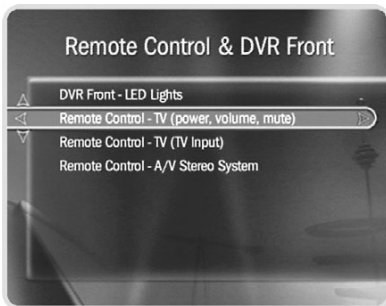 Remote Control & DVR Front
DVR Front - LED Lights
Remote Control - TV (power, volume, mute)
Remote Control - TV (TV Input)
Remote Control - A/V Stereo System